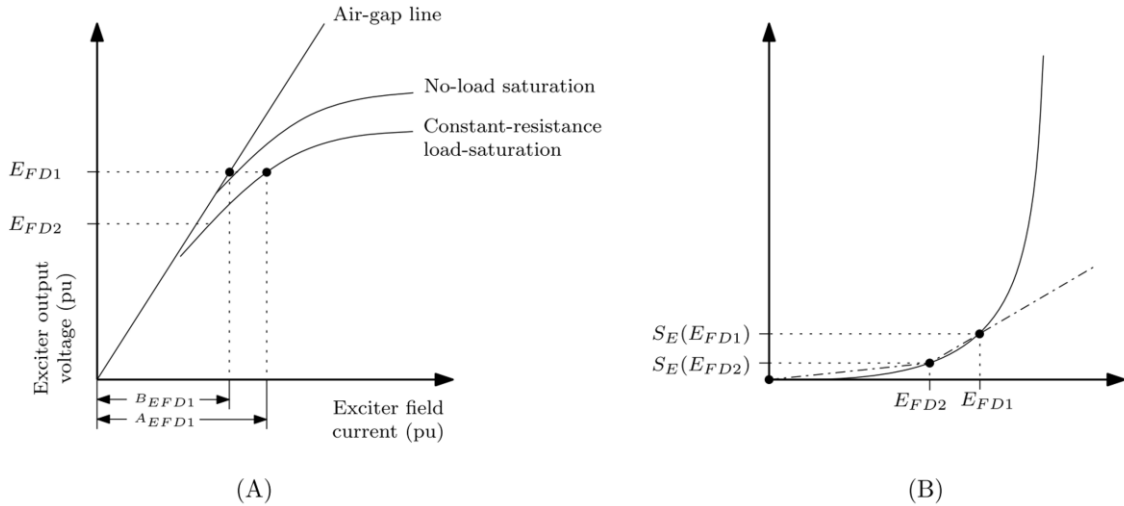 Air-gap line
No-load saturation
Constant-resistance
load-saturation
E_{FD1}
E_{FD2}
Exciter output
voltage (pu)
B_{EFD1}
A_{EFD1}
Exciter field
current (pu)
(A)
S_E(E_{FD1})
S_E(E_{FD2})
E_{FD2}
E_{FD1}
(B)